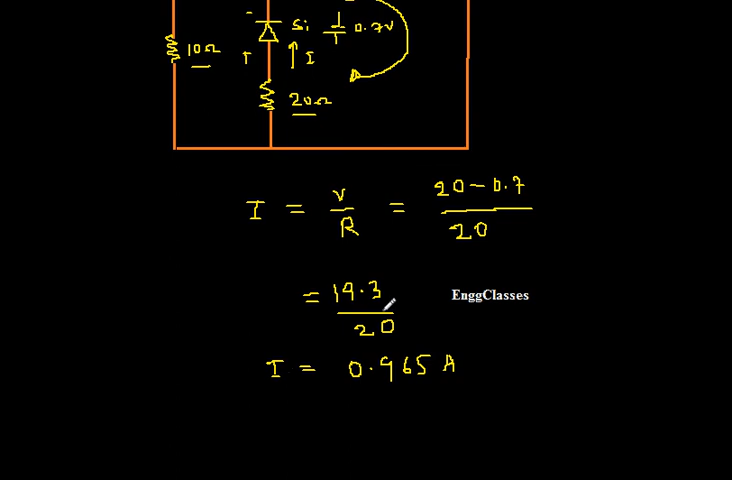 - Si 0.7V
10Ω + I
20Ω
I = V/R = 20-0.7/20
= 19.3/20
EnggClasses
I = 0.965 A